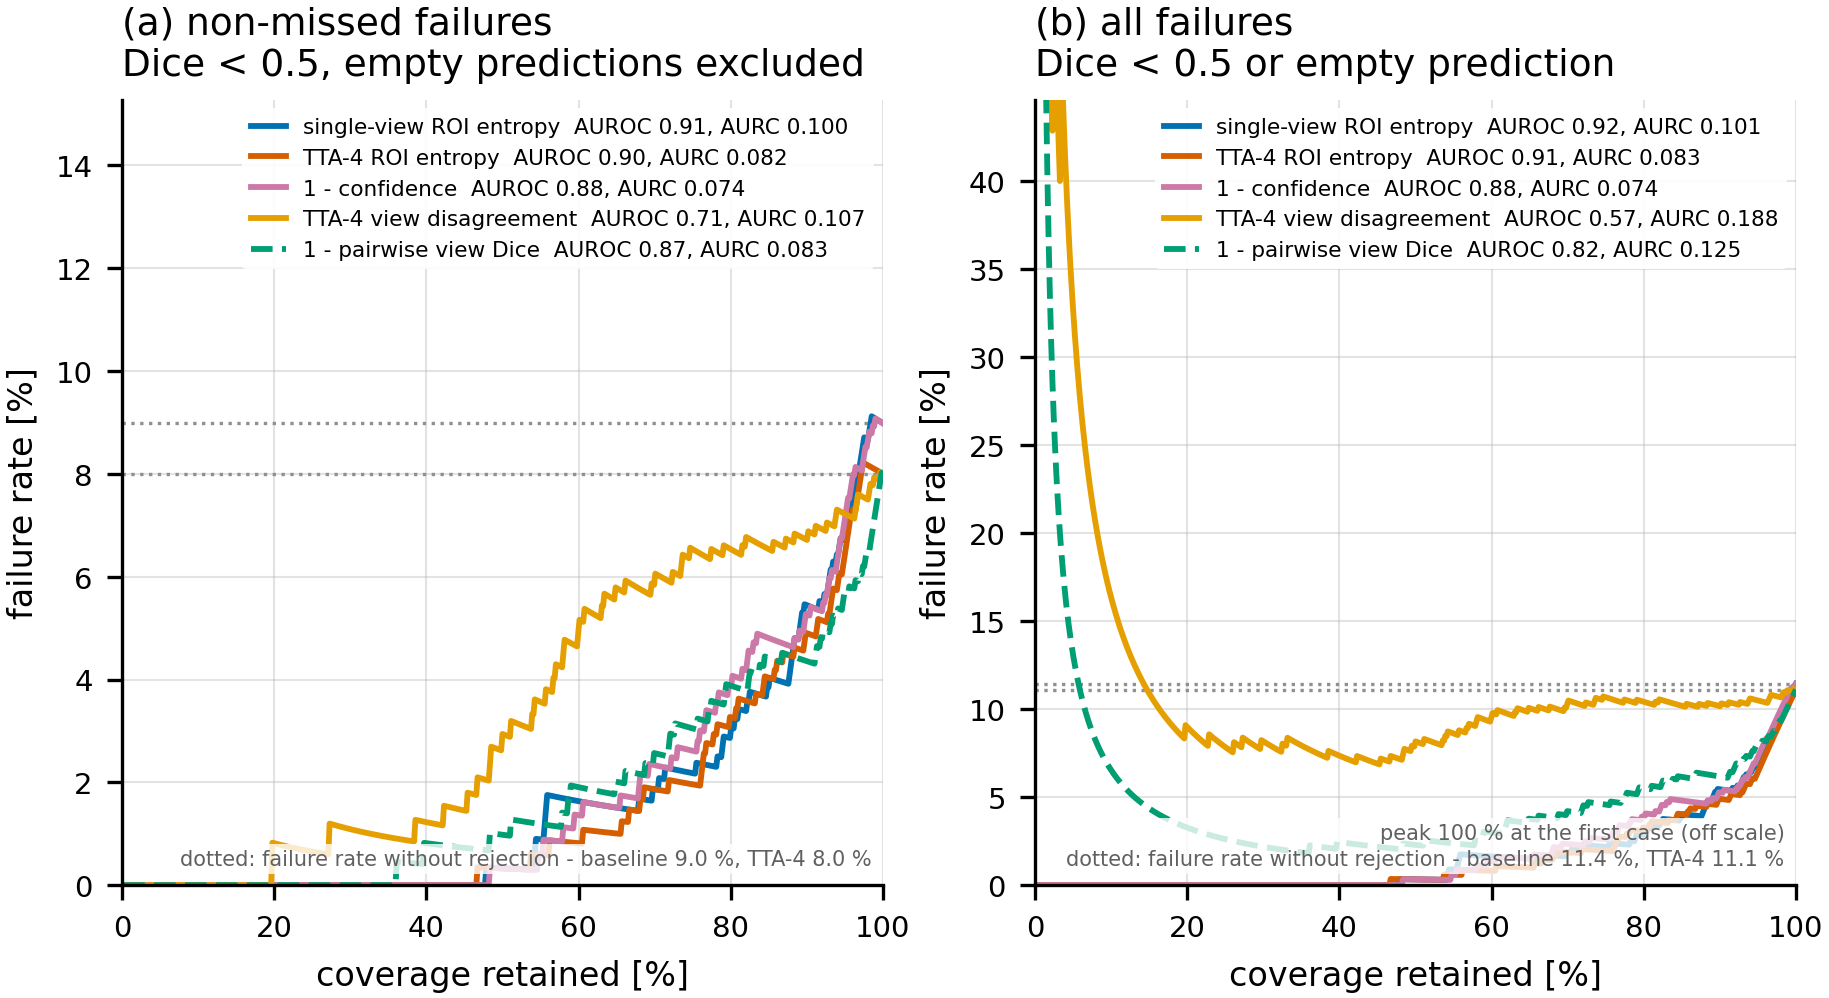 (a) non-missed failures
Dice < 0.5, empty predictions excluded
single-view ROI entropy  AUROC 0.91, AURC 0.100
TTA-4 ROI entropy  AUROC 0.90, AURC 0.082
1 - confidence  AUROC 0.88, AURC 0.074
TTA-4 view disagreement  AUROC 0.71, AURC 0.107
1 - pairwise view Dice  AUROC 0.87, AURC 0.083
failure rate [%]
14
12
10
8
6
4
2
0
dotted: failure rate without rejection - baseline 9.0 %, TTA-4 8.0 %
0 20 40 60 80 100
coverage retained [%]
(b) all failures
Dice < 0.5 or empty prediction
single-view ROI entropy  AUROC 0.92, AURC 0.101
TTA-4 ROI entropy  AUROC 0.91, AURC 0.083
1 - confidence  AUROC 0.88, AURC 0.074
TTA-4 view disagreement  AUROC 0.57, AURC 0.188
1 - pairwise view Dice  AUROC 0.82, AURC 0.125
failure rate [%]
40
35
30
25
20
15
10
5
0
peak 100 % at the first case (off scale)
dotted: failure rate without rejection - baseline 11.4 %, TTA-4 11.1 %
0 20 40 60 80 100
coverage retained [%]